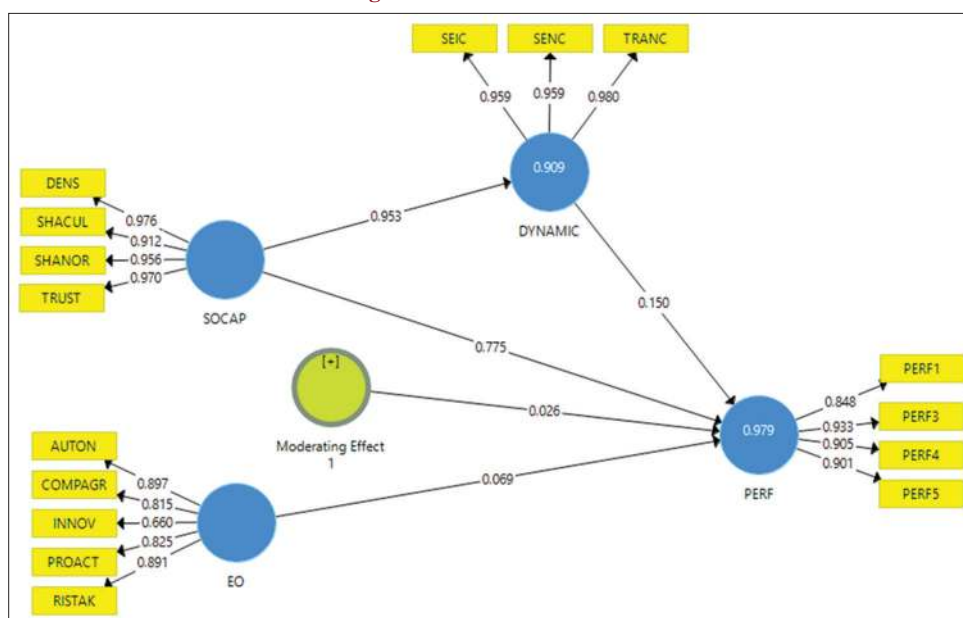 SEIC
SENC
TRANC
0.959
0.959
0.980
0.909
DYNAMIC
DENS
SHACUL
SHANOR
TRUST
0.976
0.912
0.956
0.970
SOCAP
0.953
0.150
0.775
[+]
Moderating Effect
1
0.026
0.069
0.979
PERF
PERF1
PERF3
PERF4
PERF5
0.848
0.933
0.905
0.901
AUTON
COMPAGR
INNOV
PROACT
RISTAK
0.897
0.815
0.660
0.825
0.891
EO